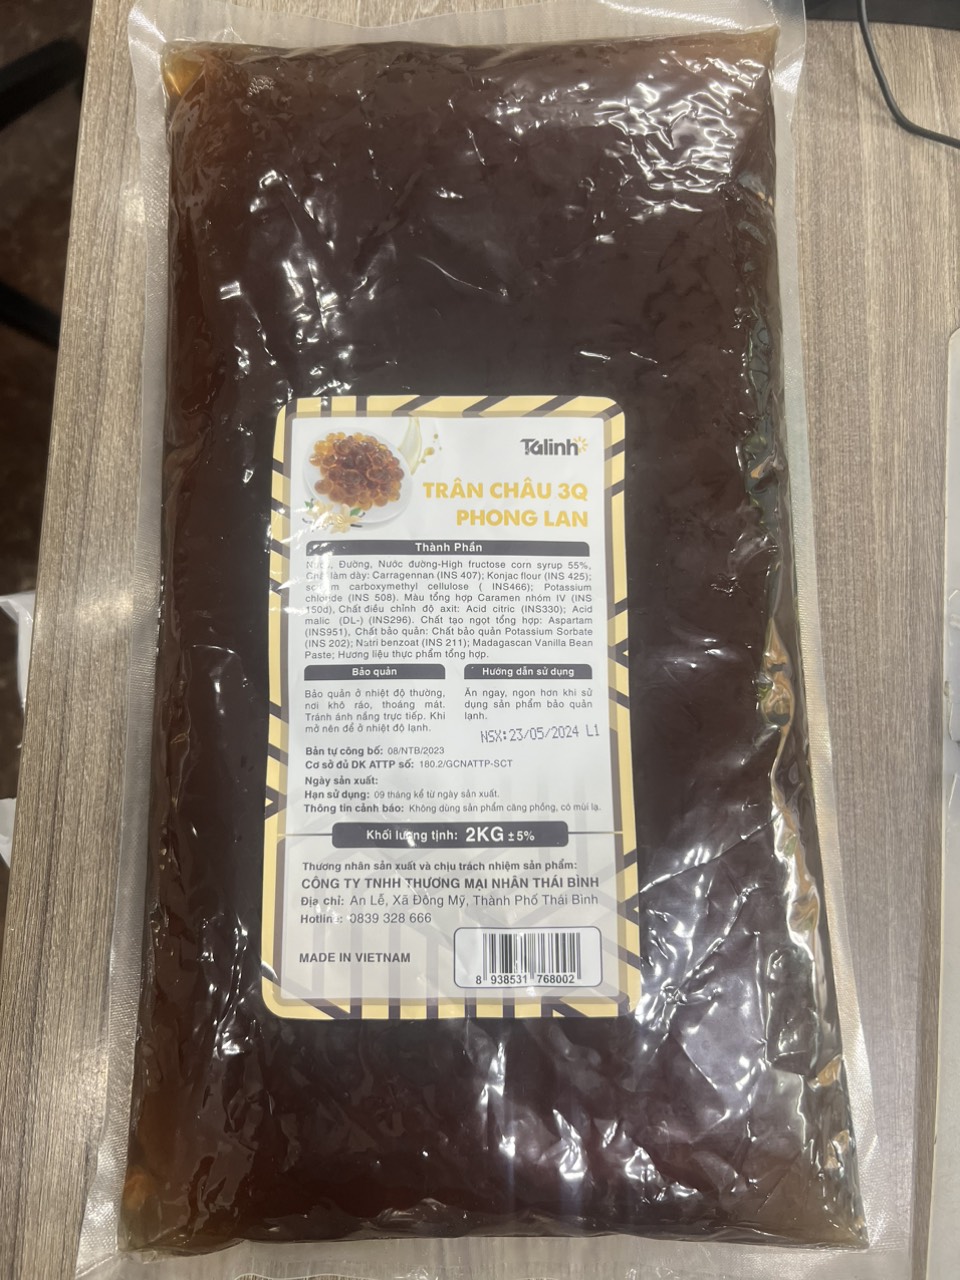 Talinh
TRÂN CHÂU 3Q
PHONG LAN
Thành Phần
Đường, Nước đường-High fructose corn syrup 55%,
làm dày: Carragennan (INS 407); Konjac flour (INS 425);
carboxymethyl cellulose ( INS466); Potassium
(INS 508). Màu tổng hợp Caramen nhóm IV (INS
150d), Chất điều chỉnh độ axit: Acid citric (INS330); Acid
malic (DL-) (INS296). Chất tạo ngọt tổng hợp: Aspartam
(INS951), Chất bảo quản: Chất bảo quản Potassium Sorbate
(INS 202); Natri benzoat (INS 211); Madagascan Vanilla Bean
Paste; Hương liệu thực phẩm tổng hợp.
Bảo quản
Bảo quản ở nhiệt độ thường,
nơi khô ráo, thoáng mát.
Tránh ánh nắng trực tiếp. Khi
mở nên để ở nhiệt độ lạnh.
Hướng dẫn sử dụng
Ăn ngay, ngon hơn khi sử
dụng sản phẩm bảo quản
lạnh.
NSX: 23/05/2024 L1
Bản tự công bố: 08/NTB/2023
Cơ sở đủ DK ATTP số: 180.2/GCNATTP-SCT
Ngày sản xuất:
Hạn sử dụng: 09 tháng kể từ ngày sản xuất.
Thông tin cảnh báo: Không dùng sản phẩm căng phồng, có mùi lạ.
Khối lượng tịnh: 2KG ±5%
Thương nhân sản xuất và chịu trách nhiệm sản phẩm:
CÔNG TY TNHH THƯƠNG MẠI NHÂN THÁI BÌNH
Địa chỉ: An Lễ, Xã Đông Mỹ, Thành Phố Thái Bình
Hotline: 0839 328 666
MADE IN VIETNAM
8 938531 768002